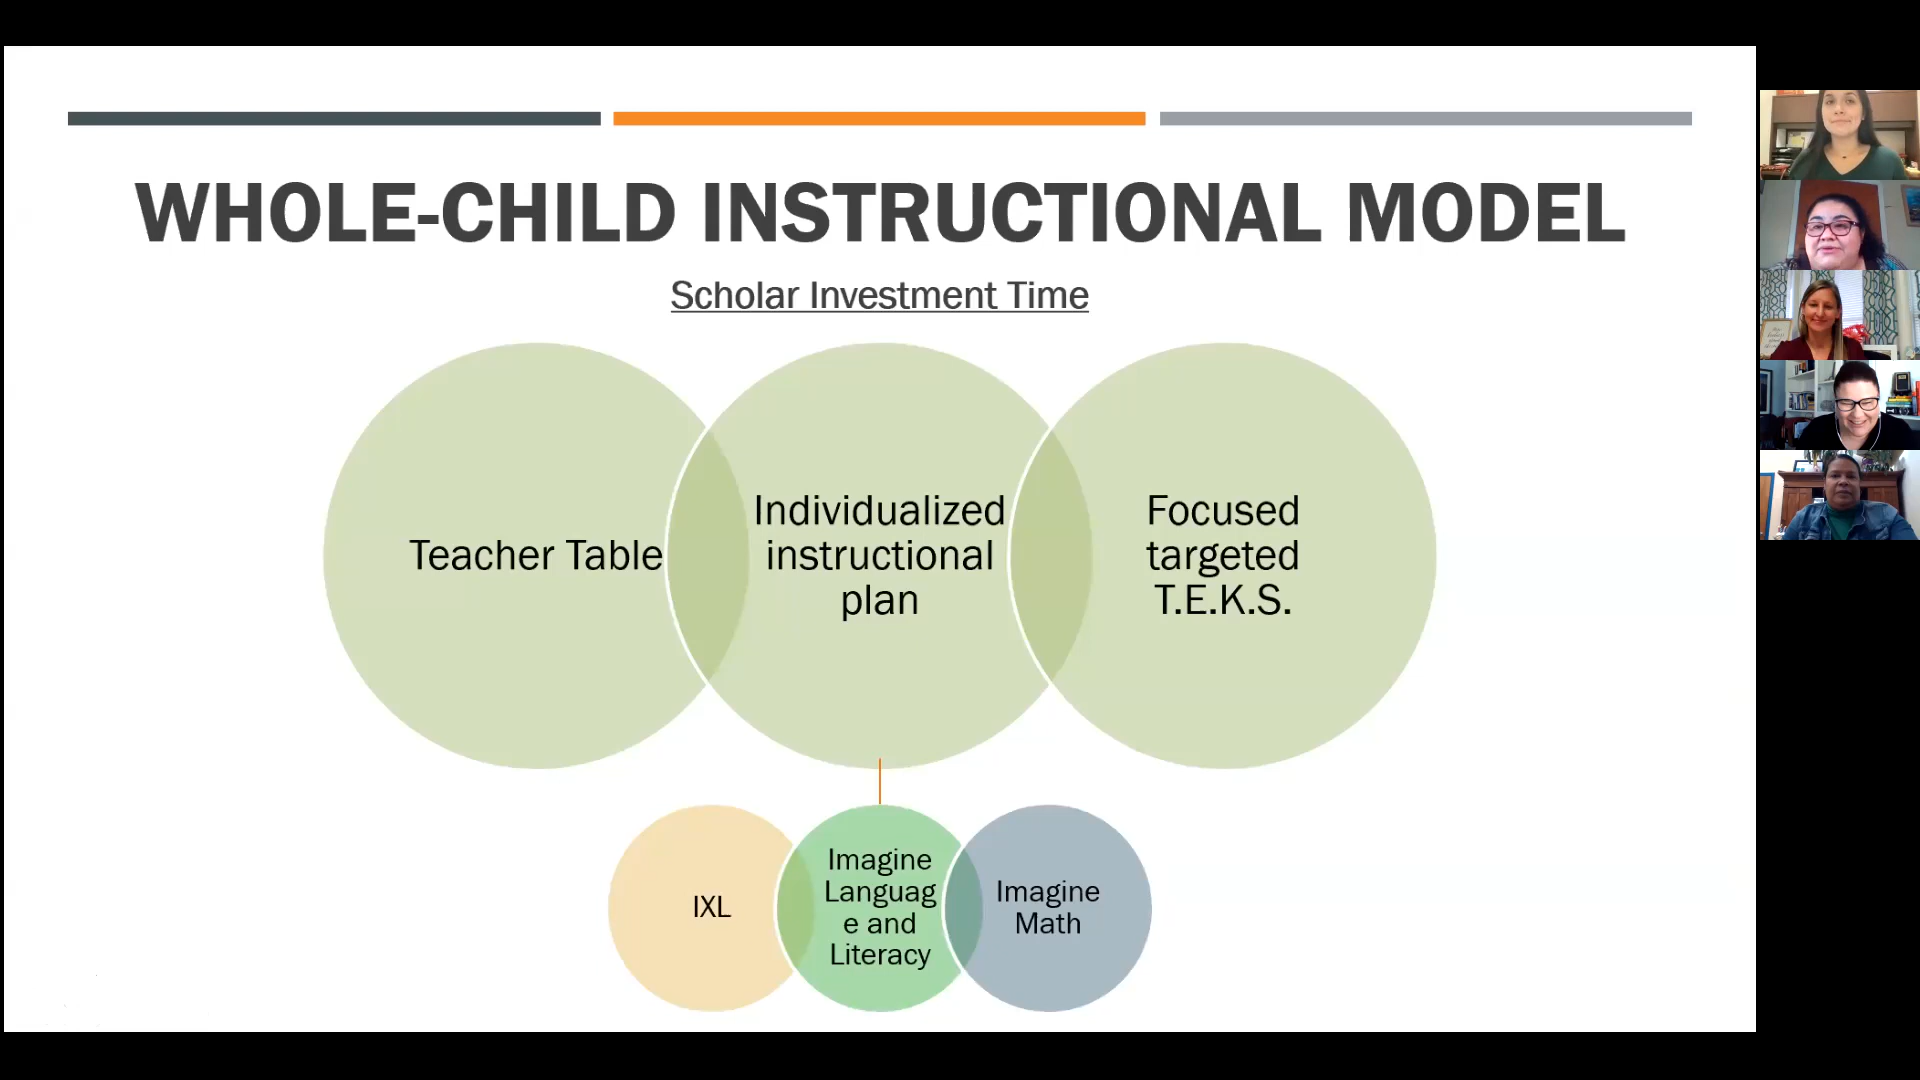 WHOLE-CHILD INSTRUCTIONAL MODEL
Scholar Investment Time
Teacher Table
Individualized
instructional
plan
Focused
targeted
T.E.K.S.
IXL
Imagine
Languag
e and
Literacy
Imagine
Math